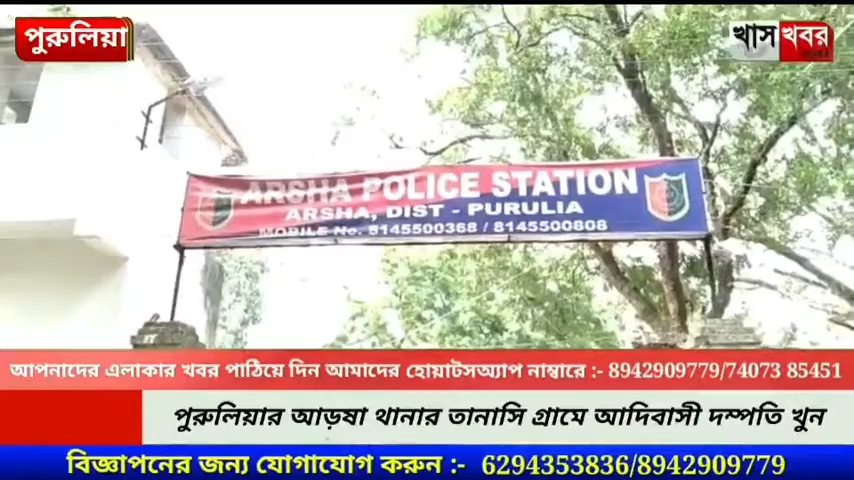 পুরুলিয়া
খাস খবর
ARSHA POLICE STATION
ARSHA, DIST - PURULIA
MOBILE No. 8145500368 / 8145500808
আপনাদের এলাকার খবর পাঠিয়ে দিন আমাদের হোয়াটসঅ্যাপ নাম্বারে :- 8942909779/74073 85451
পুরুলিয়ার আড়ষা থানার তানাসি গ্রামে আদিবাসী দম্পতি খুন
বিজ্ঞাপনের জন্য যোগাযোগ করুন :- 6294353836/8942909779